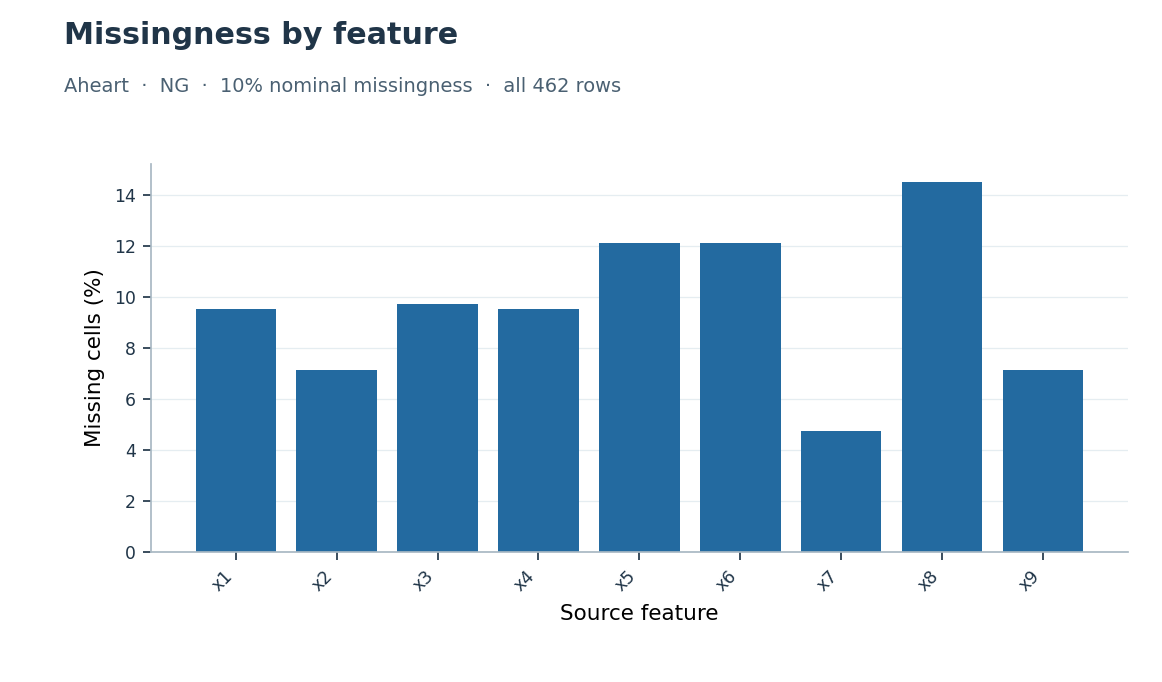 Missingness by feature
Aheart · NG · 10% nominal missingness · all 462 rows
Missing cells (%)
14
12
10
8
6
4
2
0
x1 x2 x3 x4 x5 x6 x7 x8 x9
Source feature